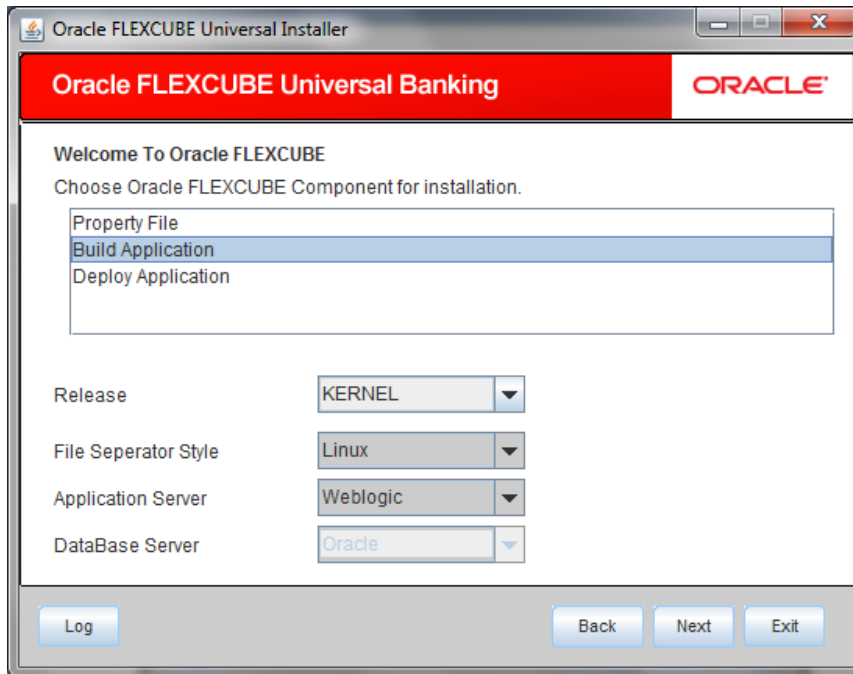 Oracle FLEXCUBE Universal Installer
Oracle FLEXCUBE Universal Banking
ORACLE
Welcome To Oracle FLEXCUBE
Choose Oracle FLEXCUBE Component for installation.
Property File
Build Application
Deploy Application
Release KERNEL
File Seperator Style Linux
Application Server Weblogic
DataBase Server Oracle
Log Back Next Exit